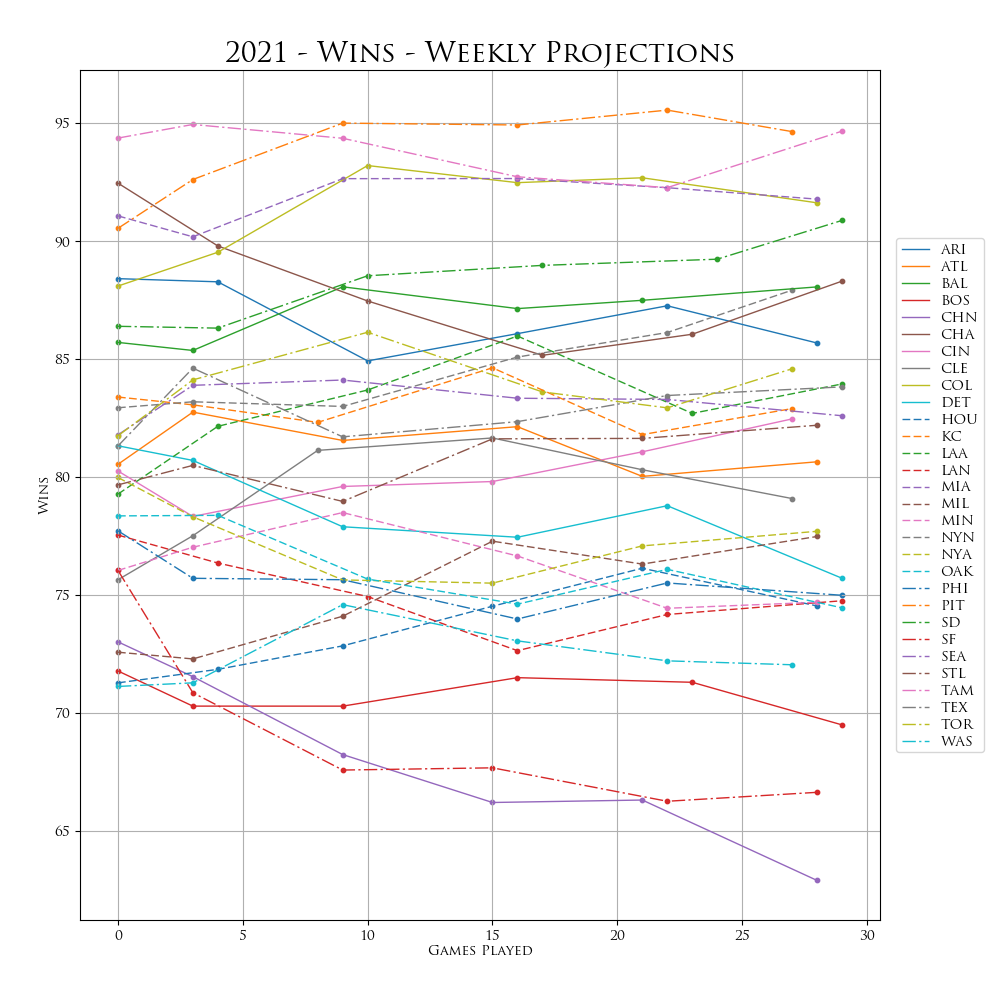 2021 - Wins - Weekly Projections
95
90
85
80
75
70
65
Wins
0 5 10 15 20 25 30
Games Played
ARI
ATL
BAL
BOS
CHN
CHA
CIN
CLE
COL
DET
HOU
KC
LAA
LAN
MIA
MIL
MIN
NYN
NYA
OAK
PHI
PIT
SD
SF
SEA
STL
TAM
TEX
TOR
WAS